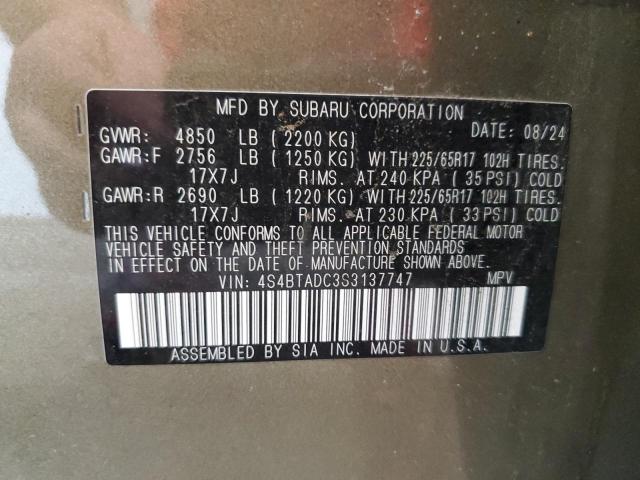 MFD BY SUBARU CORPORATION
GVWR: 4850 LB ( 2200 KG) DATE: 08/24
GAWR:F 2756 LB ( 1250 KG) WITH 225/65R17 102H TIRES.
17X7J RIMS. AT 240 KPA ( 35 PSI) COLD
GAWR:R 2690 LB ( 1220 KG) WITH 225/65R17 102H TIRES.
17X7J RIMS. AT 230 KPA ( 33 PSI) COLD
THIS VEHICLE CONFORMS TO ALL APPLICABLE FEDERAL MOTOR
VEHICLE SAFETY AND THEFT PREVENTION STANDARDS
IN EFFECT ON THE DATE OF MANUFACTURE SHOWN ABOVE.
VIN: 4S4BTADC3S3137747 MPV
ASSEMBLED BY SIA INC. MADE IN U.S.A.